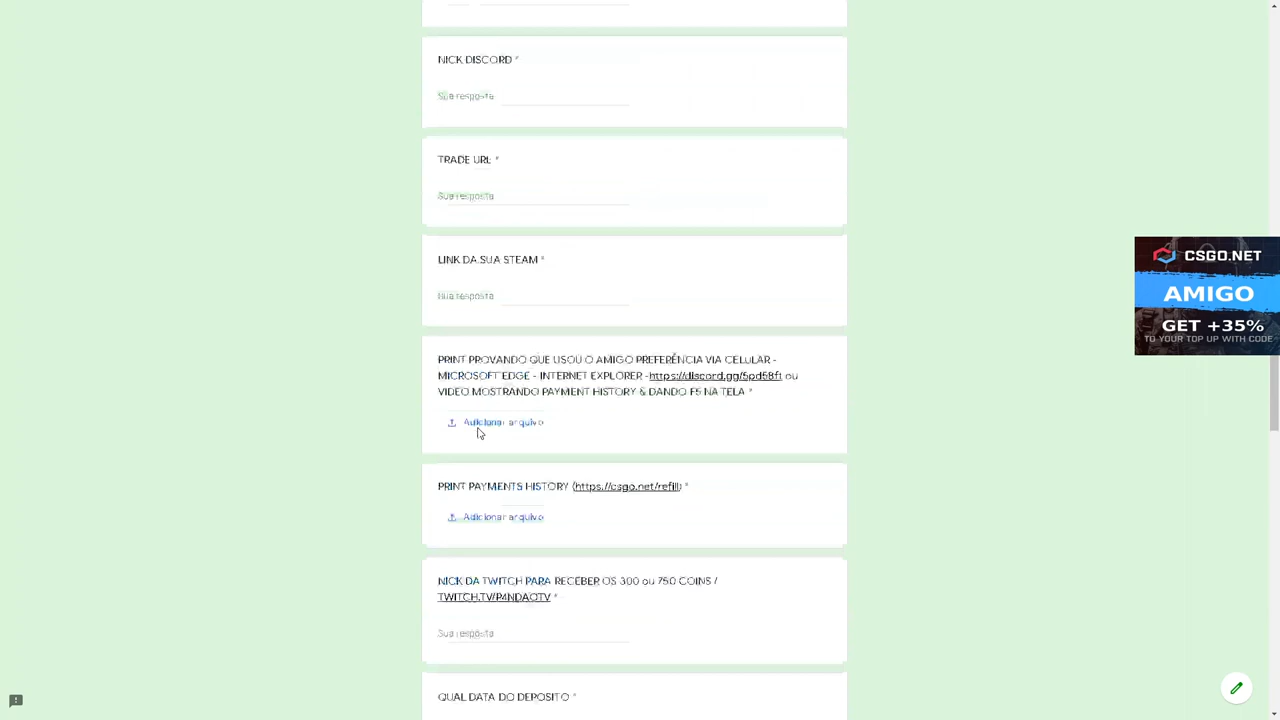 NICK DISCORD *
Sua resposta
TRADE URL *
Sua resposta
LINK DA SUA STEAM *
Sua resposta
PRINT PROVANDO QUE USOU O AMIGO PREFERÊNCIA VIA CELULAR -
MICROSOFT EDGE - INTERNET EXPLORER -https://discord.gg/5pd58f1 ou
VIDEO MOSTRANDO PAYMENT HISTORY & DANDO F5 NA TELA *
Adicionar arquivo
PRINT PAYMENTS HISTORY (https://csgo.net/refill) *
Adicionar arquivo
NICK DA TWITCH PARA RECEBER OS 300 ou 750 COINS /
TWITCH.TV/P4NDAOTV *
Sua resposta
QUAL DATA DO DEPOSITO *
CSGO.NET
AMIGO
GET +35%
TO YOUR TOP UP WITH CODE